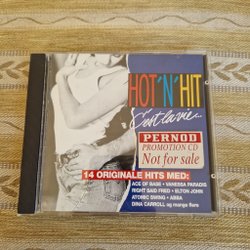 HOT'N'HIT
C'est la vie...
PERNOD
PROMOTION CD
Not for sale
14 ORIGINALE HITS MED:
ACE OF BASE • VANESSA PARADIS
RIGHT SAID FRED • ELTON JOHN
ATOMIC SWING • ABBA
DINA CARROLL og mange flere